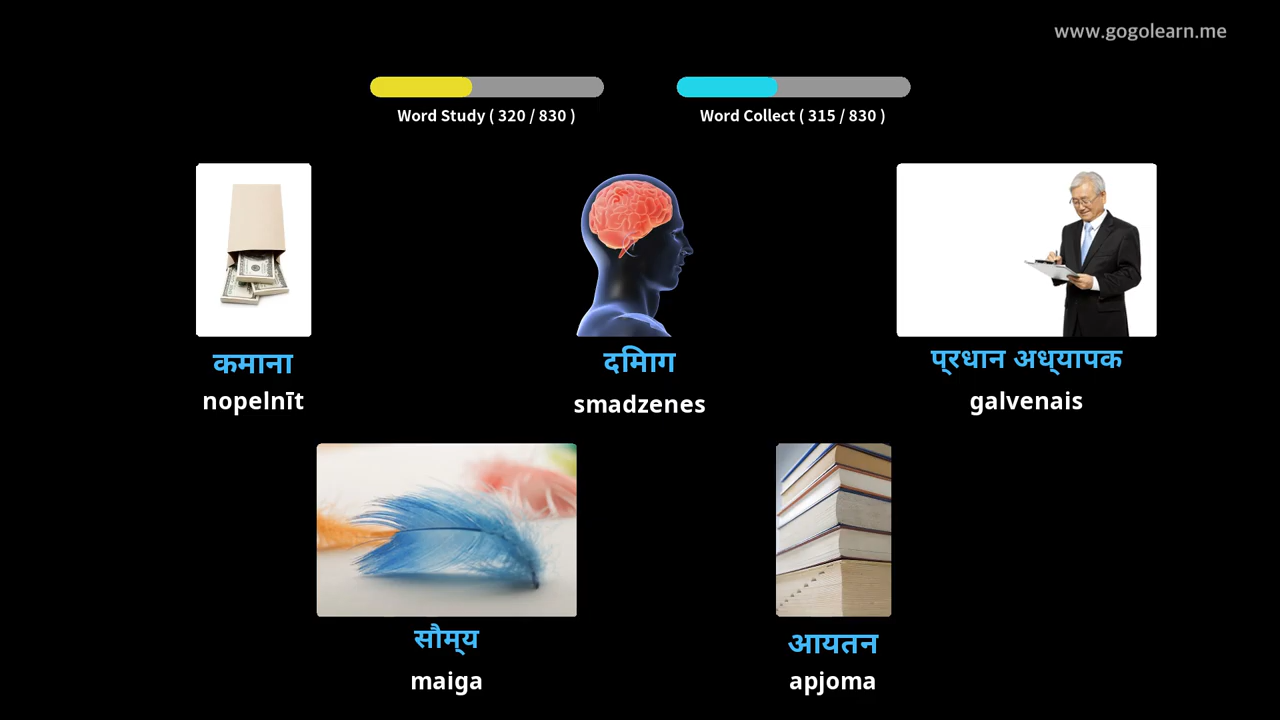 www.gogolearn.me
Word Study ( 320 / 830 )
Word Collect ( 315 / 830 )
कमाना
nopelnīt
दिमाग
smadzenes
प्रधान अध्यापक
galvenais
सौम्य
maiga
आयतन
apjoma